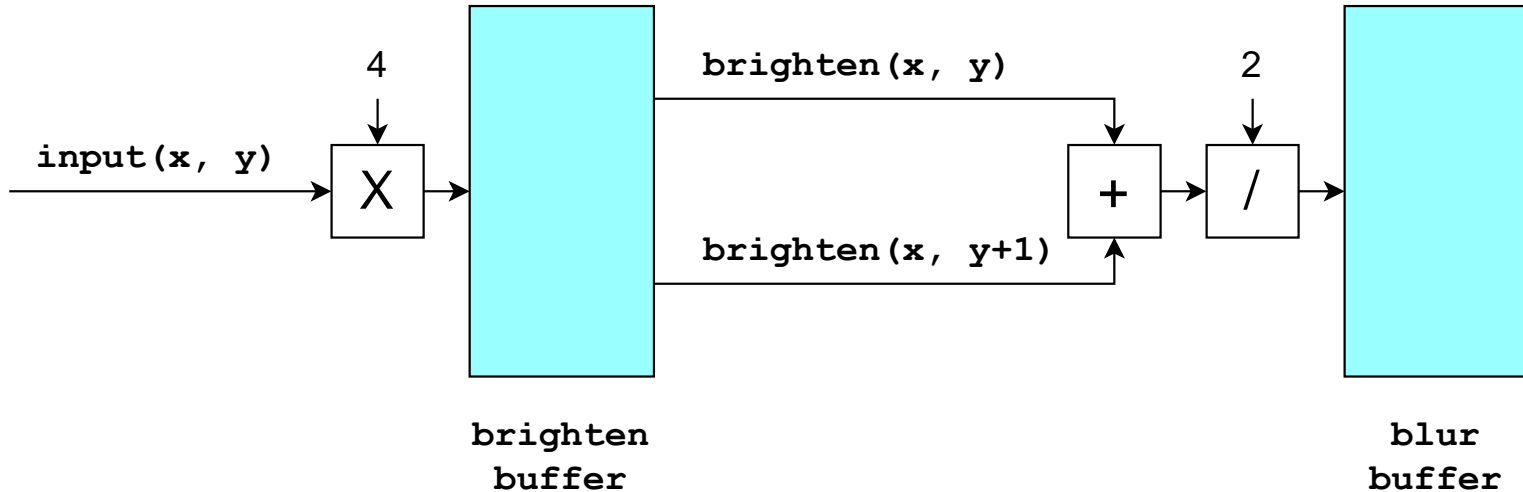 4
brighten(x, y)
2
input(x, y)
X
+
/
brighten(x, y+1)
brighten
buffer
blur
buffer